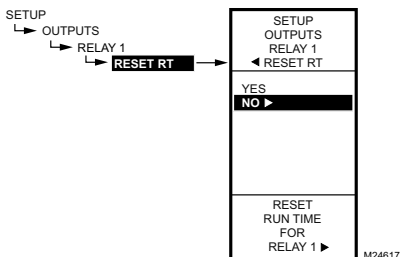 SETUP
OUTPUTS
RELAY 1
RESET RT
SETUP
OUTPUTS
RELAY 1
◄ RESET RT
YES
NO ►
RESET
RUN TIME
FOR
RELAY 1 ►
M24617